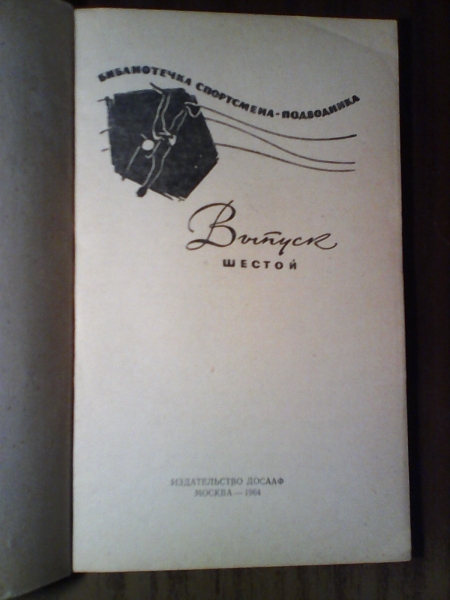 БИБЛИОТЕЧКА СПОРТСМЕНА-ПОДВОДНИКА
Выпуск
ШЕСТОЙ
ИЗДАТЕЛЬСТВО ДОСААФ
МОСКВА — 1964